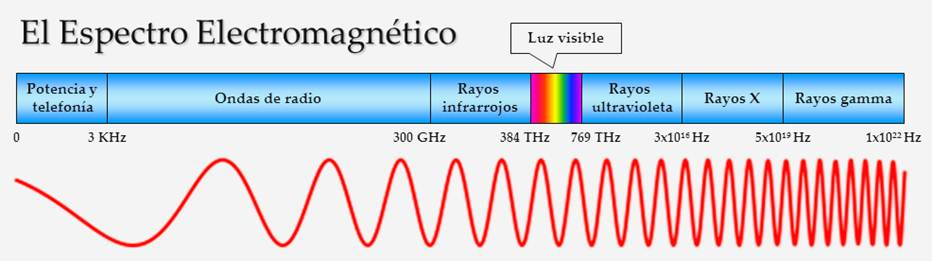 El Espectro Electromagnético
Luz visible
Potencia y
telefonía
Ondas de radio
Rayos
infrarrojos
Rayos
ultravioleta
Rayos X
Rayos gamma
0
3 KHz
300 GHz
384 THz
769 THz
3x10¹⁶ Hz
5x10¹⁹ Hz
1x10²² Hz